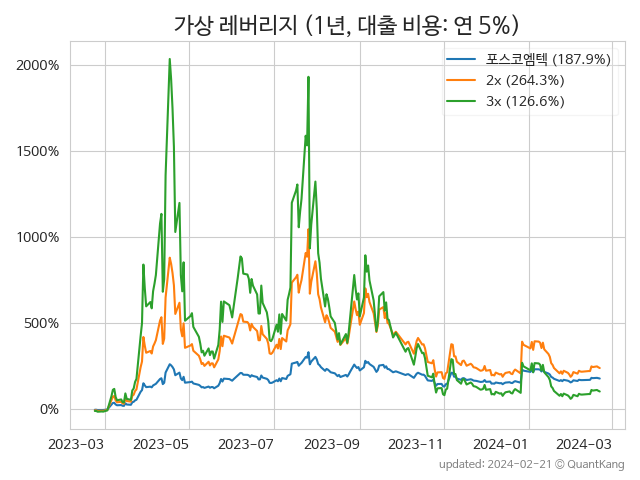 가상 레버리지 (1년, 대출 비용: 연 5%)
포스코엠텍 (187.9%)
2x (264.3%)
3x (126.6%)
2000%
1500%
1000%
500%
0%
2023-03 2023-05 2023-07 2023-09 2023-11 2024-01 2024-03
updated: 2024-02-21 © QuantKang